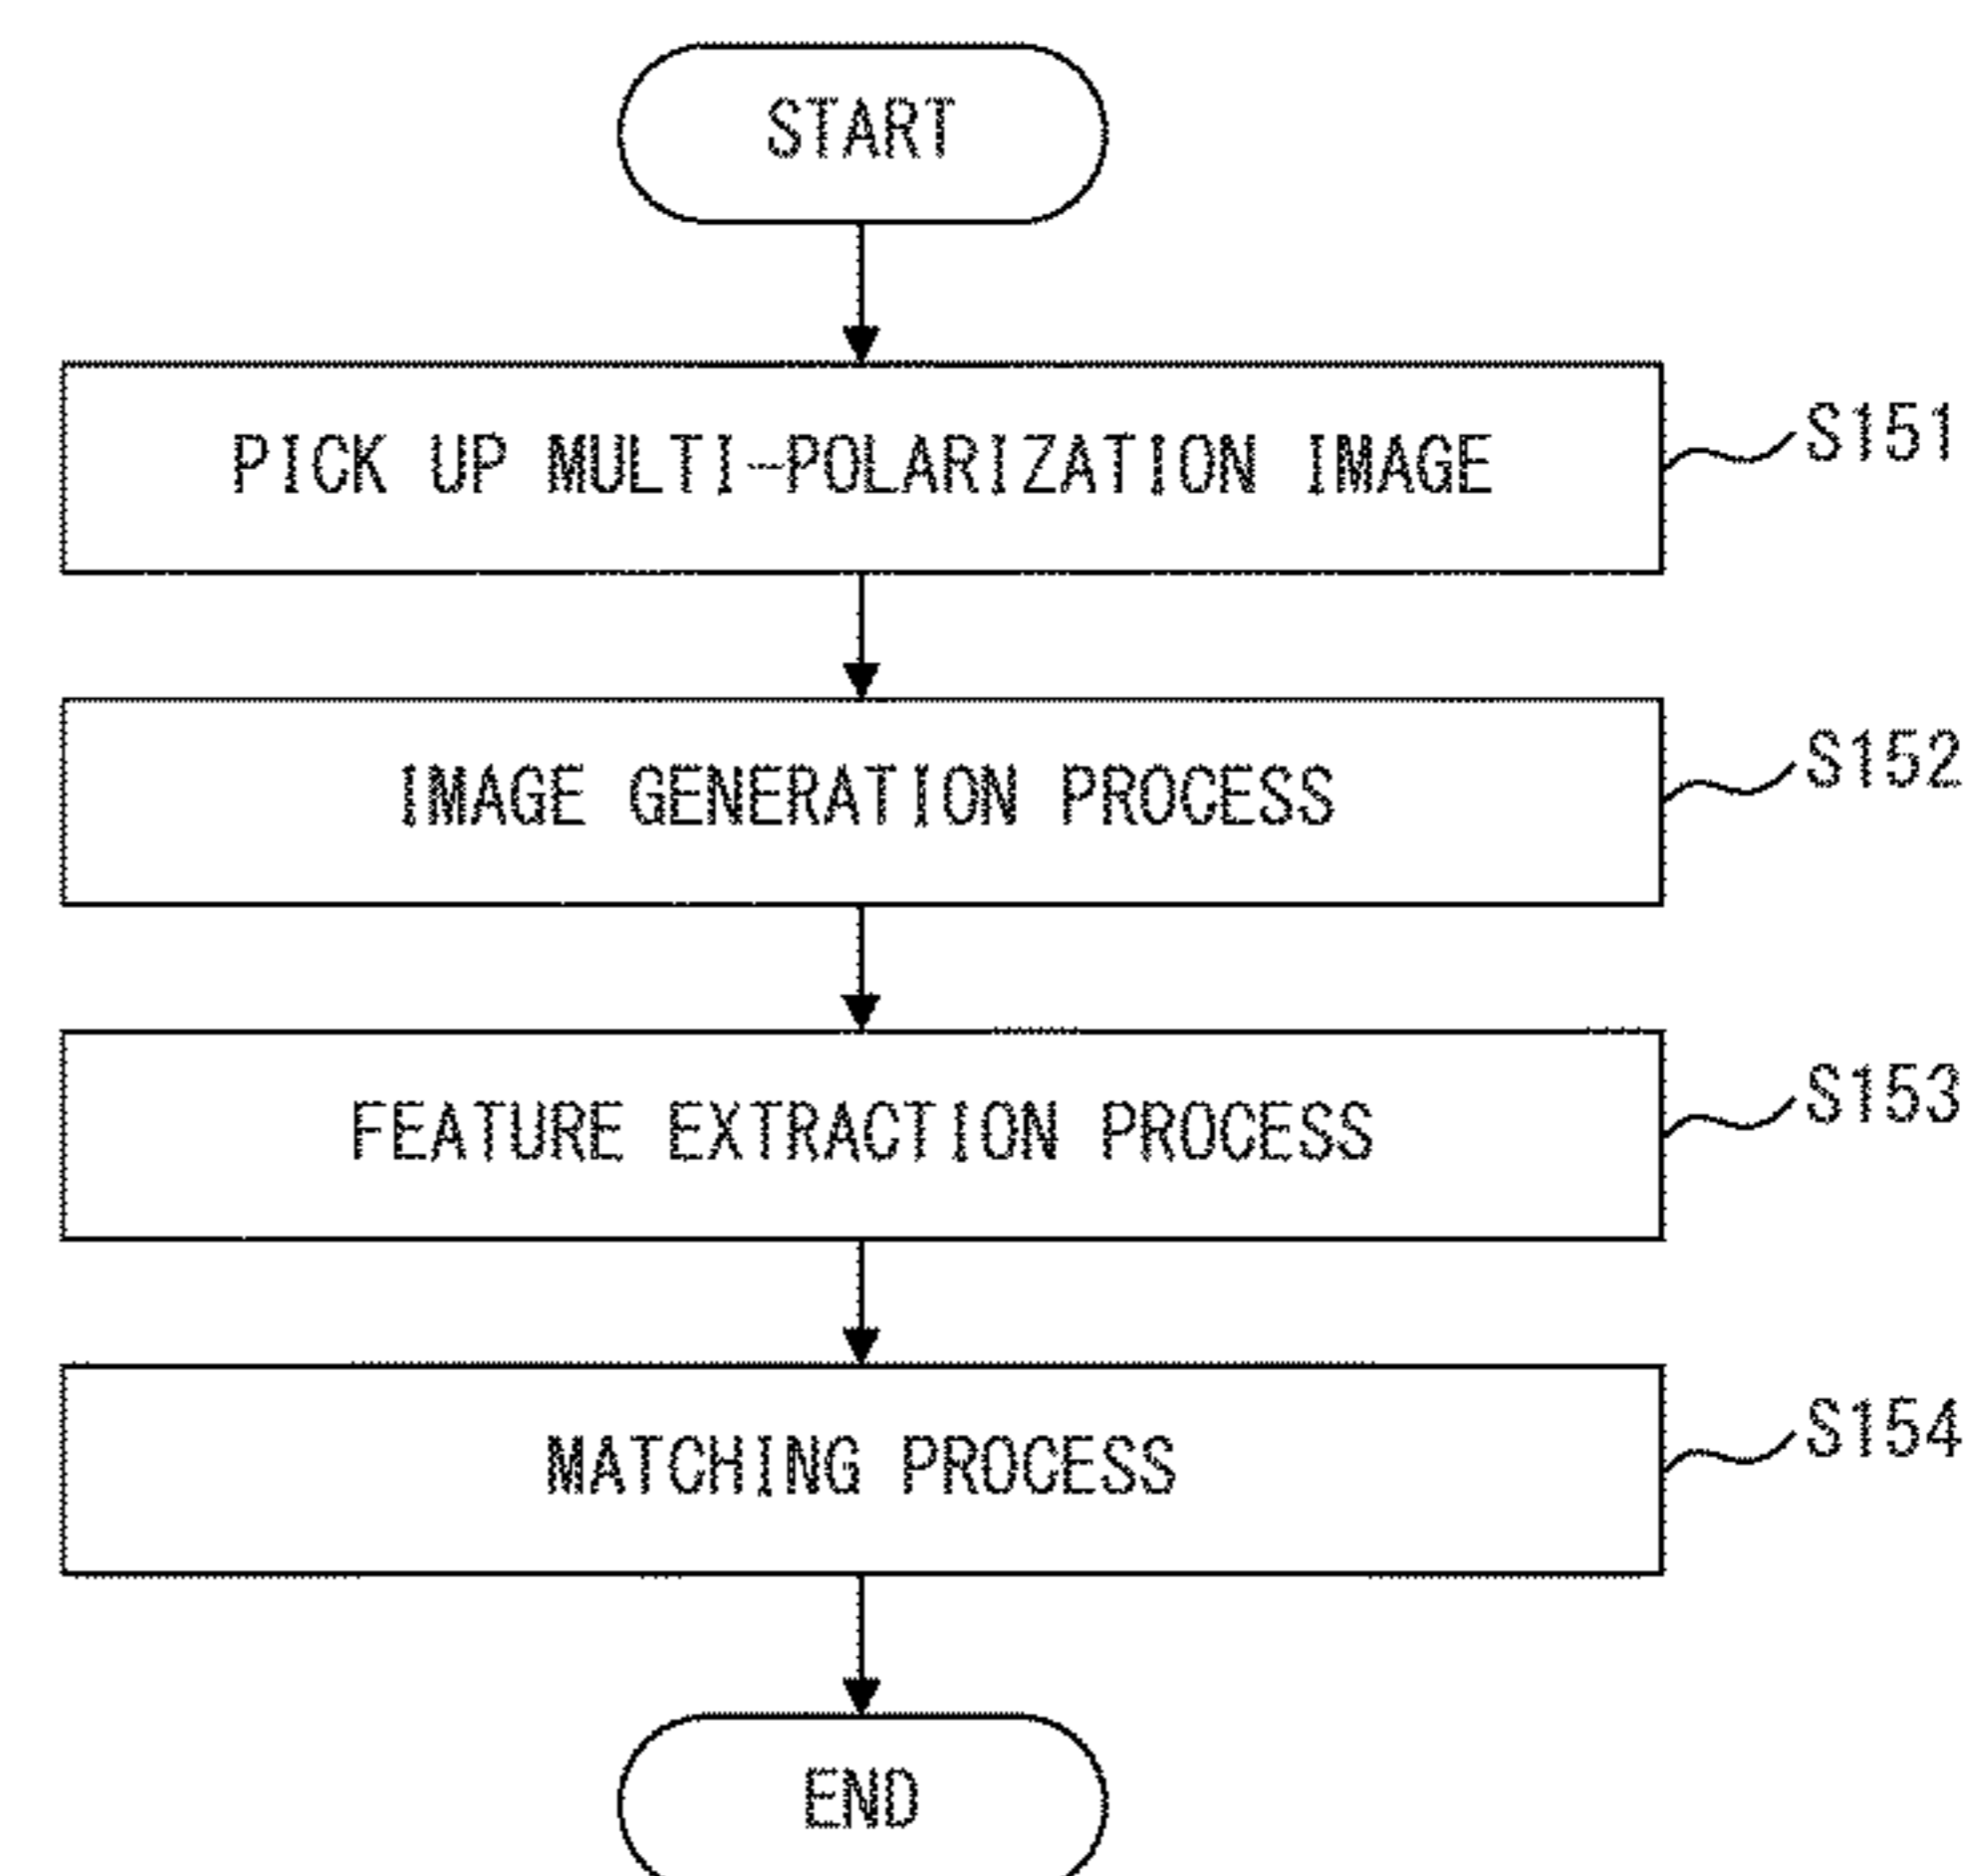 START
PICK UP MULTI-POLARIZATION IMAGE
S151
IMAGE GENERATION PROCESS
S152
FEATURE EXTRACTION PROCESS
S153
MATCHING PROCESS
S154
END